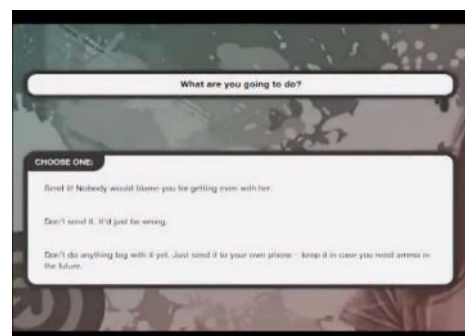 What are you going to do?
CHOOSE ONE:
Send it! Nobody would blame you for getting even with her.
Don't send it. It'd just be wrong.
Don't do anything big with it yet. Just send it to your own phone – keep it in case you need ammo in
the future.